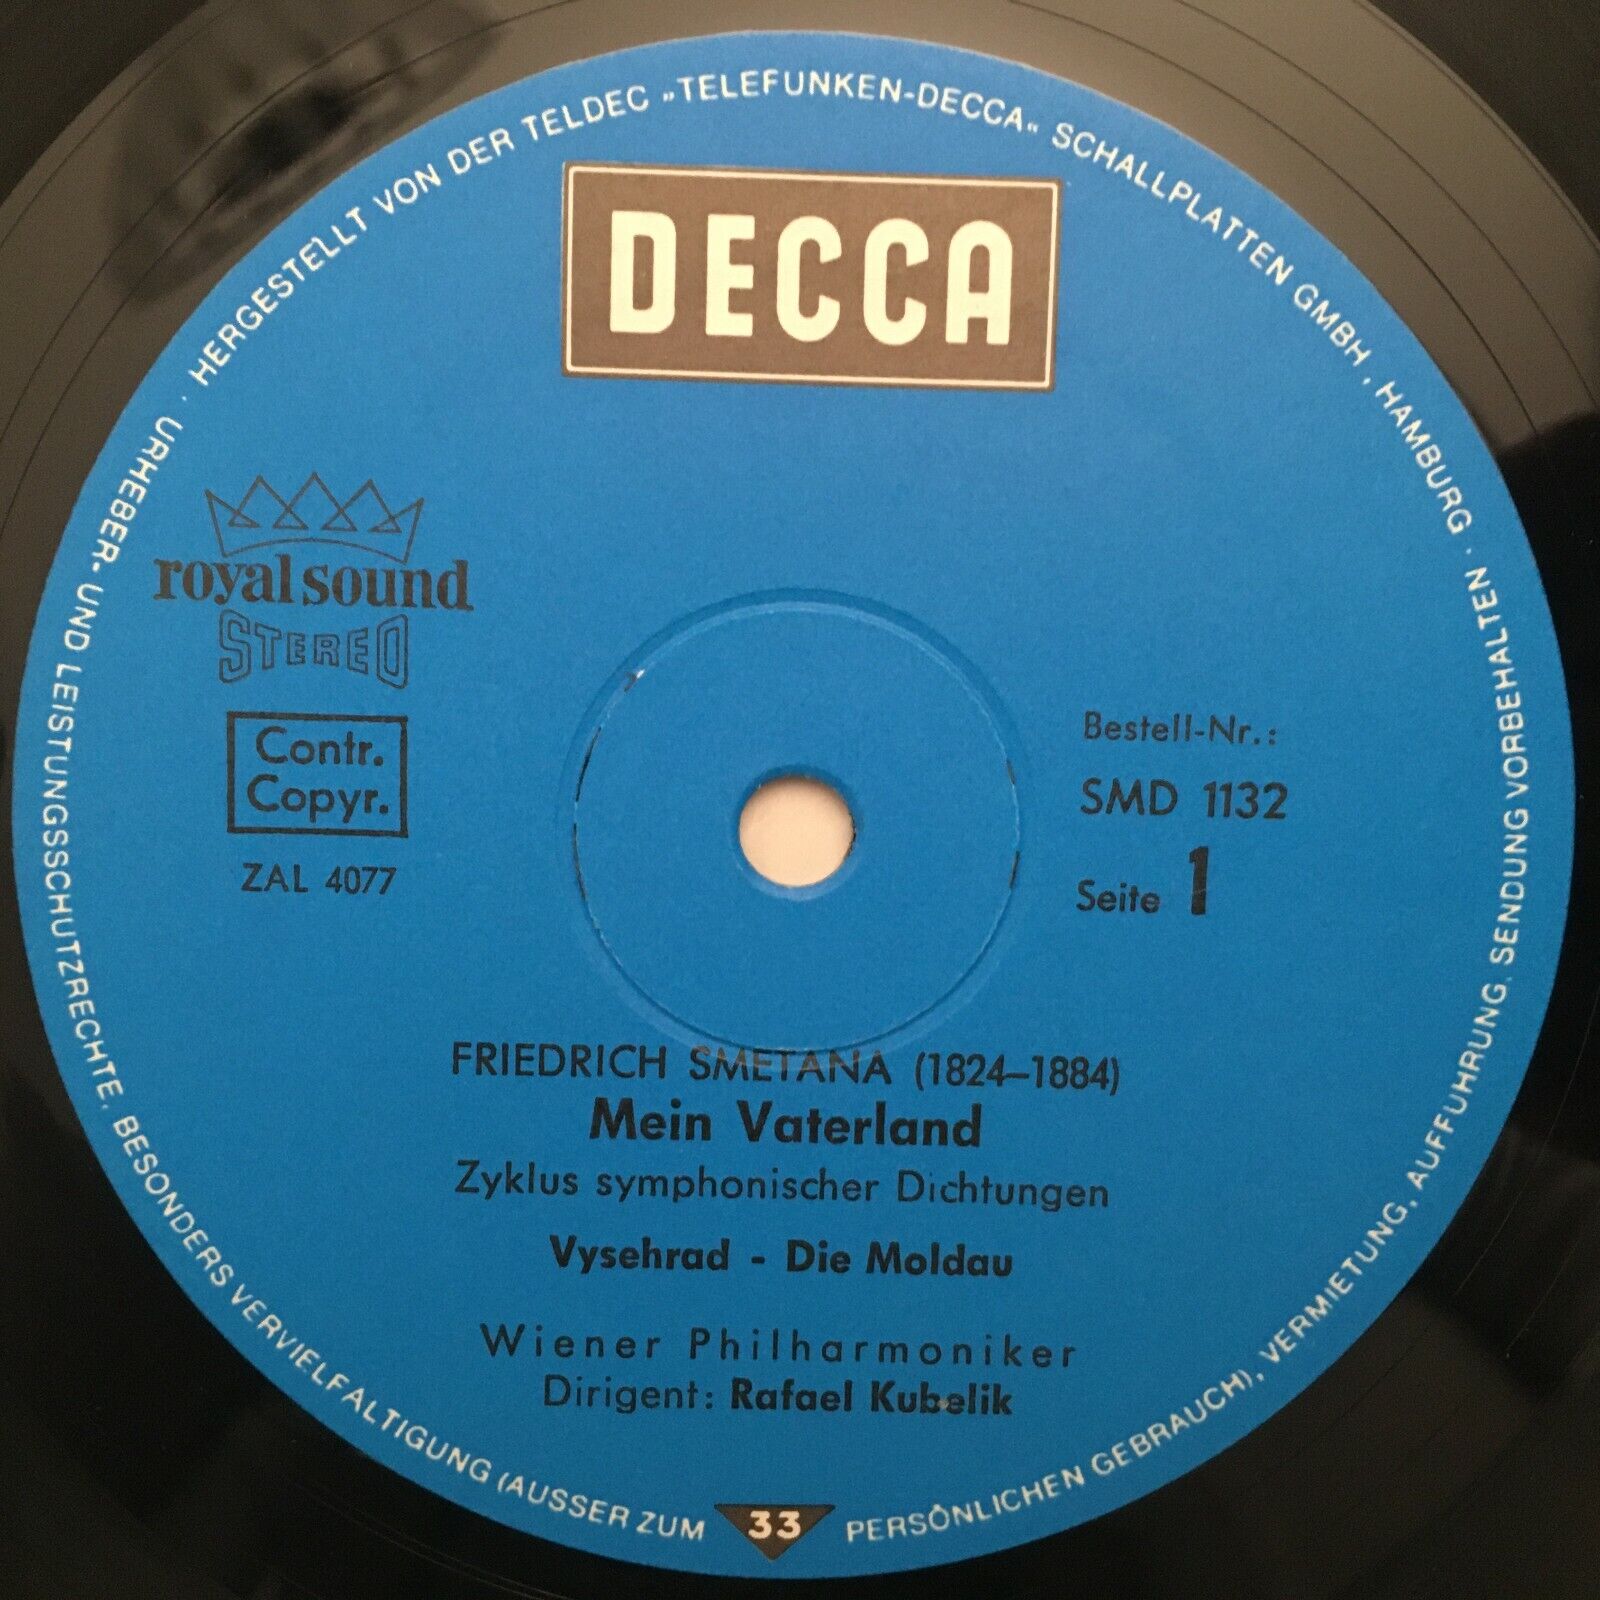 HERGESTELLT VON DER TELDEC „TELEFUNKEN-DECCA“ SCHALLPLATTEN GMBH, HAMBURG · URHEBER- UND LEISTUNGSSCHUTZRECHTE, BESONDERS VERVIELFALTIGUNG (AUSSER ZUM PERSÖNLICHEN GEBRAUCH), VERMIETUNG, AUFFUHRUNG, SENDUNG VORBEHALTEN ·
DECCA
royal sound
STEREO
Contr.
Copyr.
ZAL 4077
Bestell-Nr.:
SMD 1132
Seite 1
FRIEDRICH SMETANA (1824–1884)
Mein Vaterland
Zyklus symphonischer Dichtungen
Vysehrad - Die Moldau
Wiener Philharmoniker
Dirigent: Rafael Kubelik
33